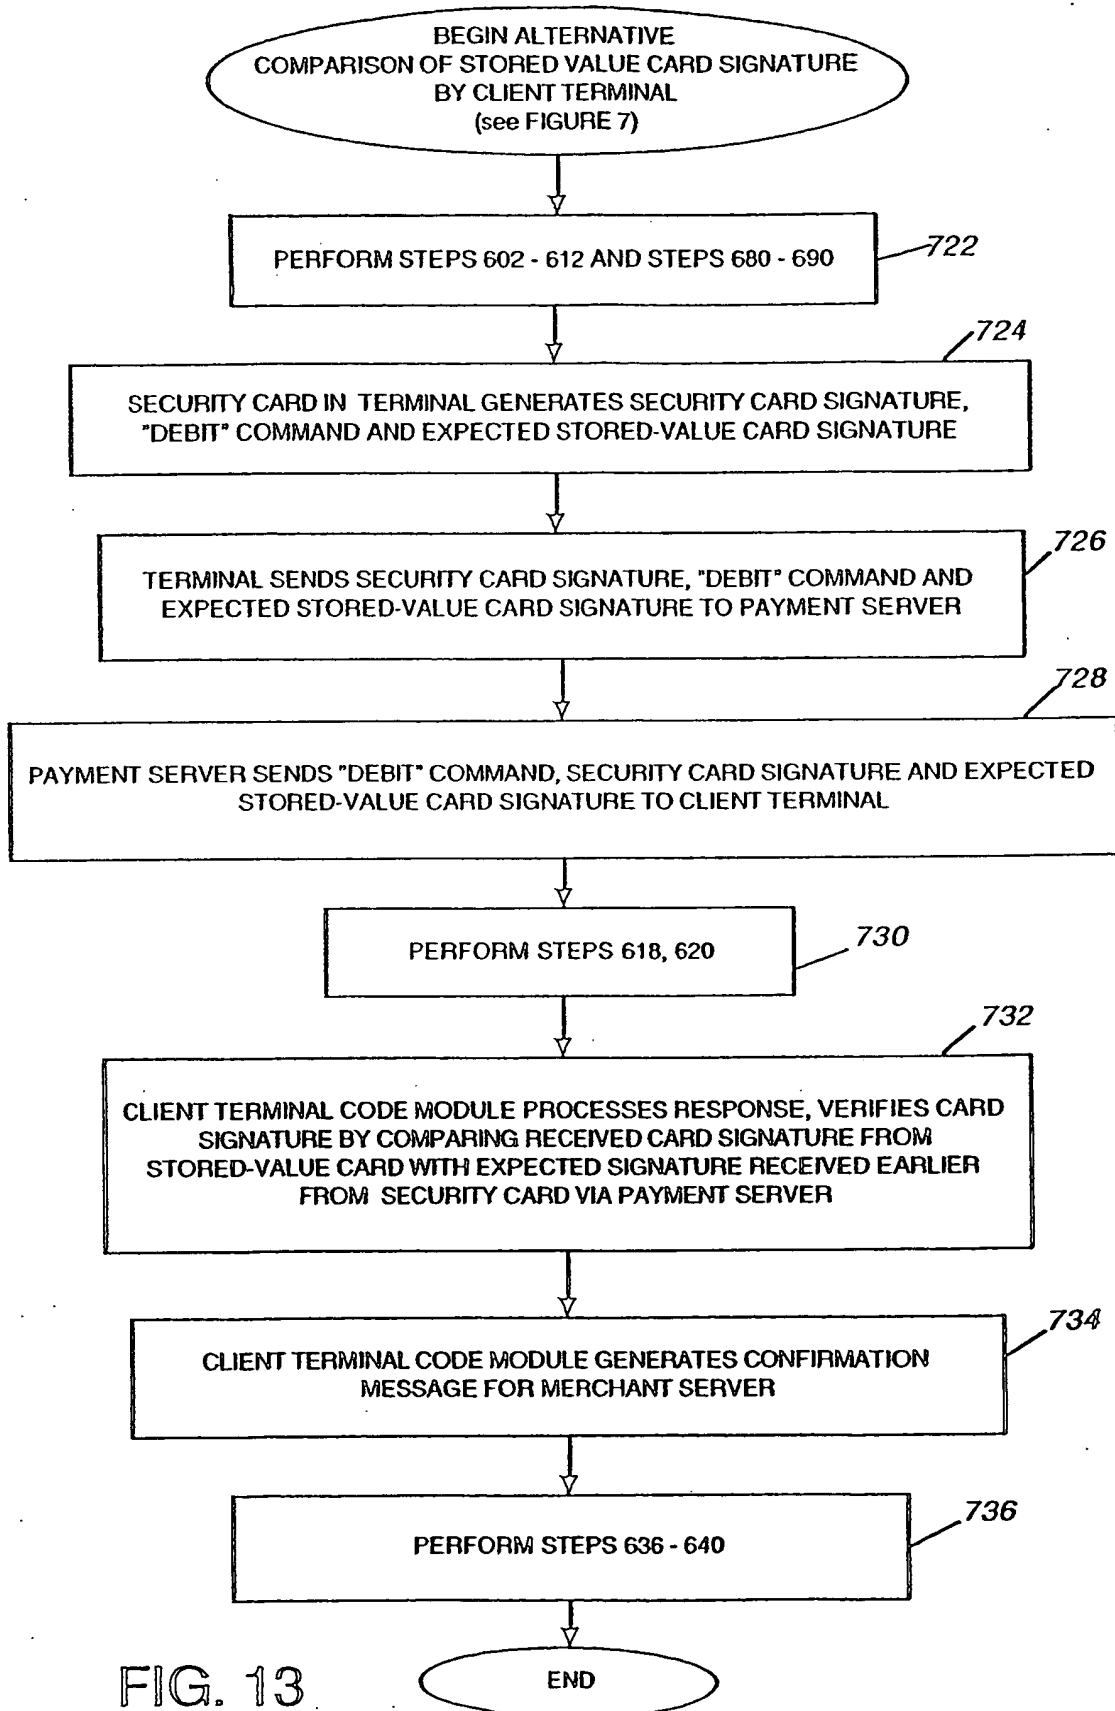 BEGIN ALTERNATIVE
COMPARISON OF STORED VALUE CARD SIGNATURE
BY CLIENT TERMINAL
(see FIGURE 7)
PERFORM STEPS 602 - 612 AND STEPS 680 - 690
722
724
SECURITY CARD IN TERMINAL GENERATES SECURITY CARD SIGNATURE,
"DEBIT" COMMAND AND EXPECTED STORED-VALUE CARD SIGNATURE
726
TERMINAL SENDS SECURITY CARD SIGNATURE, "DEBIT" COMMAND AND
EXPECTED STORED-VALUE CARD SIGNATURE TO PAYMENT SERVER
728
PAYMENT SERVER SENDS "DEBIT" COMMAND, SECURITY CARD SIGNATURE AND EXPECTED
STORED-VALUE CARD SIGNATURE TO CLIENT TERMINAL
PERFORM STEPS 618, 620
730
732
CLIENT TERMINAL CODE MODULE PROCESSES RESPONSE, VERIFIES CARD
SIGNATURE BY COMPARING RECEIVED CARD SIGNATURE FROM
STORED-VALUE CARD WITH EXPECTED SIGNATURE RECEIVED EARLIER
FROM SECURITY CARD VIA PAYMENT SERVER
734
CLIENT TERMINAL CODE MODULE GENERATES CONFIRMATION
MESSAGE FOR MERCHANT SERVER
736
PERFORM STEPS 636 - 640
END
FIG. 13